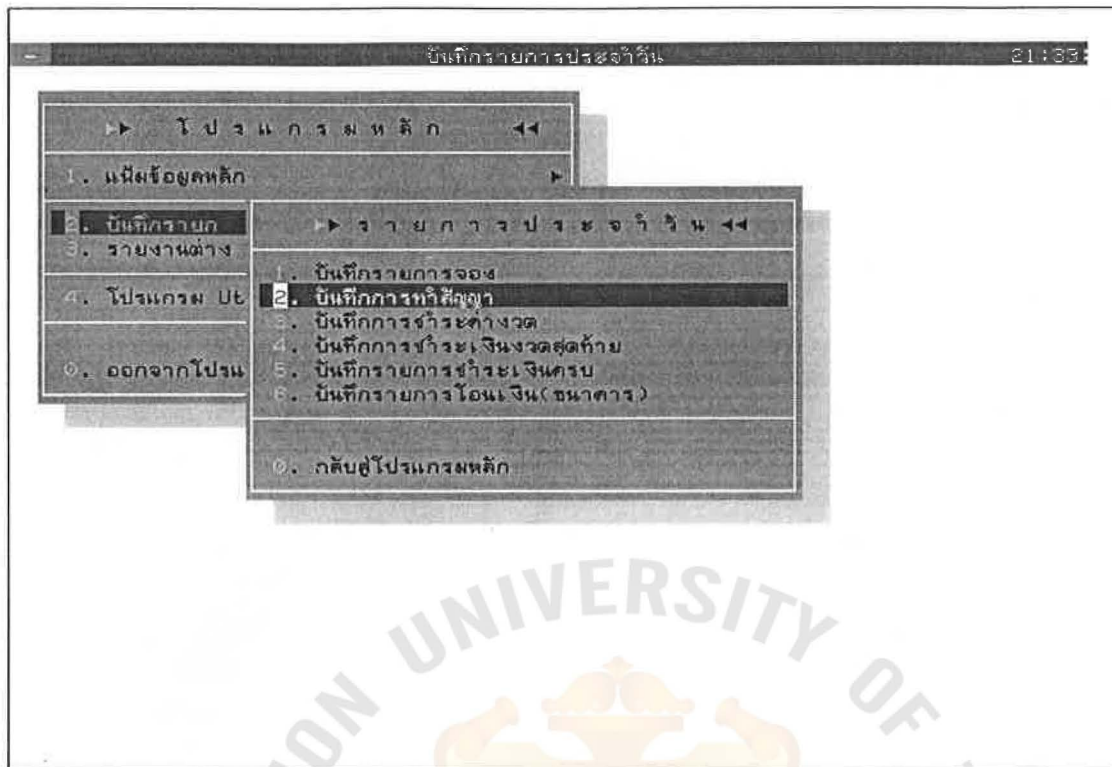 บันทึกรายการประจำวัน 21:33:
▶▶ โปรแกรมหลัก ◀◀
1. แฟ้มข้อมูลหลัก ▶
2. บันทึกรายก
3. รายงานต่าง
4. โปรแกรม Ut
0. ออกจากโปรแ
▶▶ รายการประจำวัน ◀◀
1. บันทึกรายการจอง
2. บันทึกการทำสัญญา
3. บันทึกการชำระค่างวด
4. บันทึกการชำระเงินงวดสุดท้าย
5. บันทึกรายการชำระเงินครบ
6. บันทึกรายการโอนเงิน(ธนาคาร)
0. กลับสู่โปรแกรมหลัก
UNIVERSITY OF